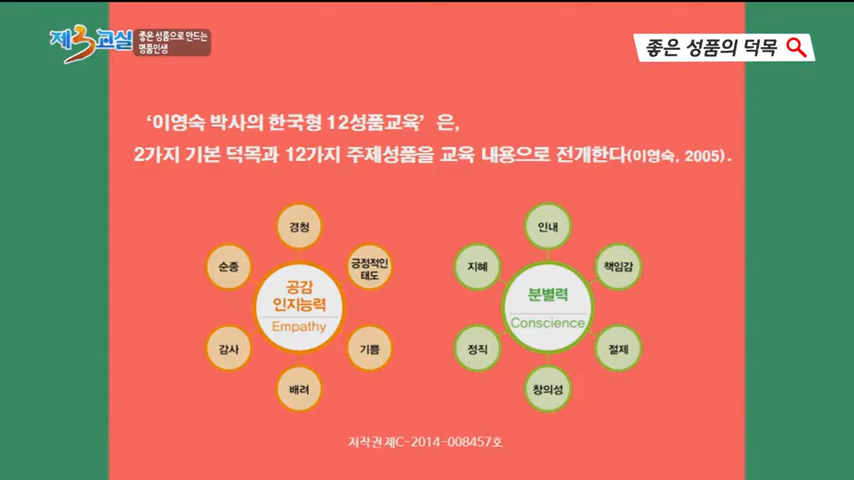 제3교실
좋은 성품으로 만드는
명품인생
좋은 성품의 덕목
‘이영숙 박사의 한국형 12성품교육’ 은,
2가지 기본 덕목과 12가지 주제성품을 교육 내용으로 전개한다(이영숙, 2005).
경청
순종
긍정적인
태도
공감
인지능력
Empathy
감사
기쁨
배려
인내
지혜
책임감
분별력
Conscience
정직
절제
창의성
저작권 제C-2014-008457호